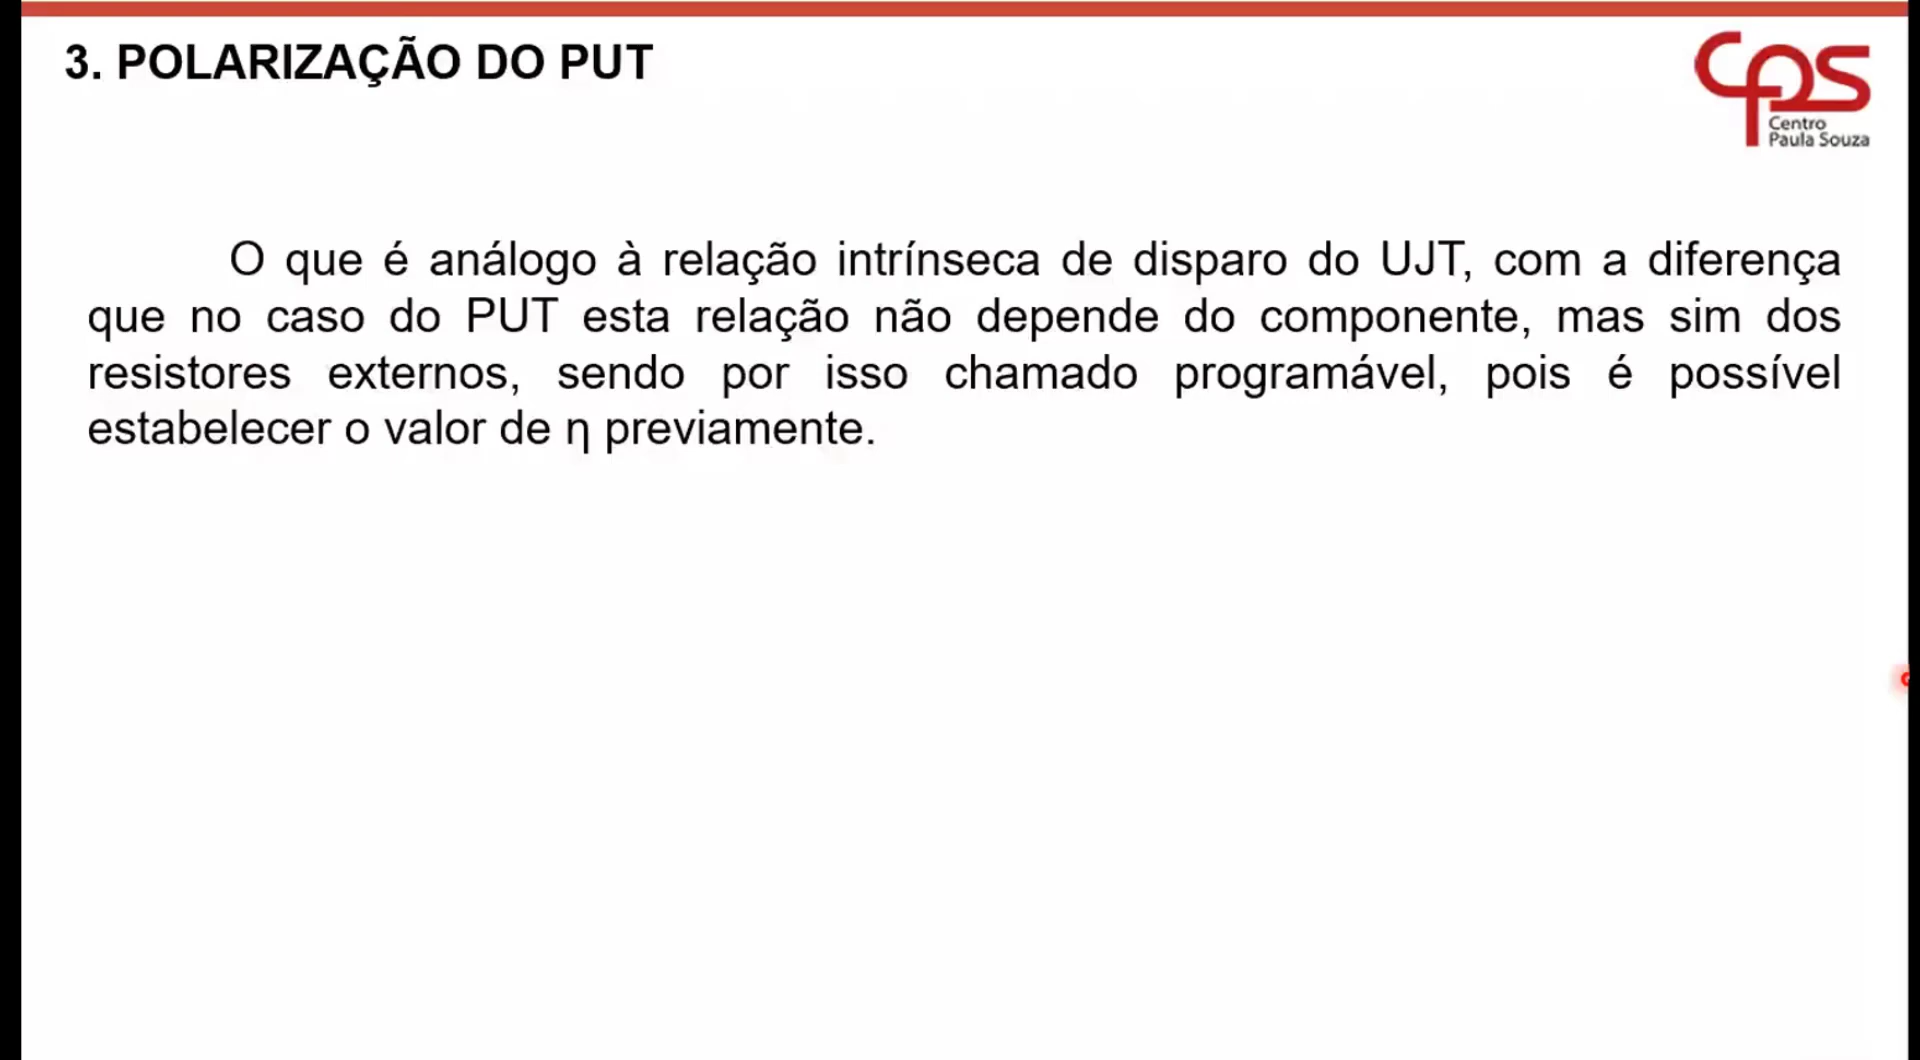 3. POLARIZAÇÃO DO PUT
cps
Centro
Paula Souza
O que é análogo à relação intrínseca de disparo do UJT, com a diferença
que no caso do PUT esta relação não depende do componente, mas sim dos
resistores externos, sendo por isso chamado programável, pois é possível
estabelecer o valor de η previamente.